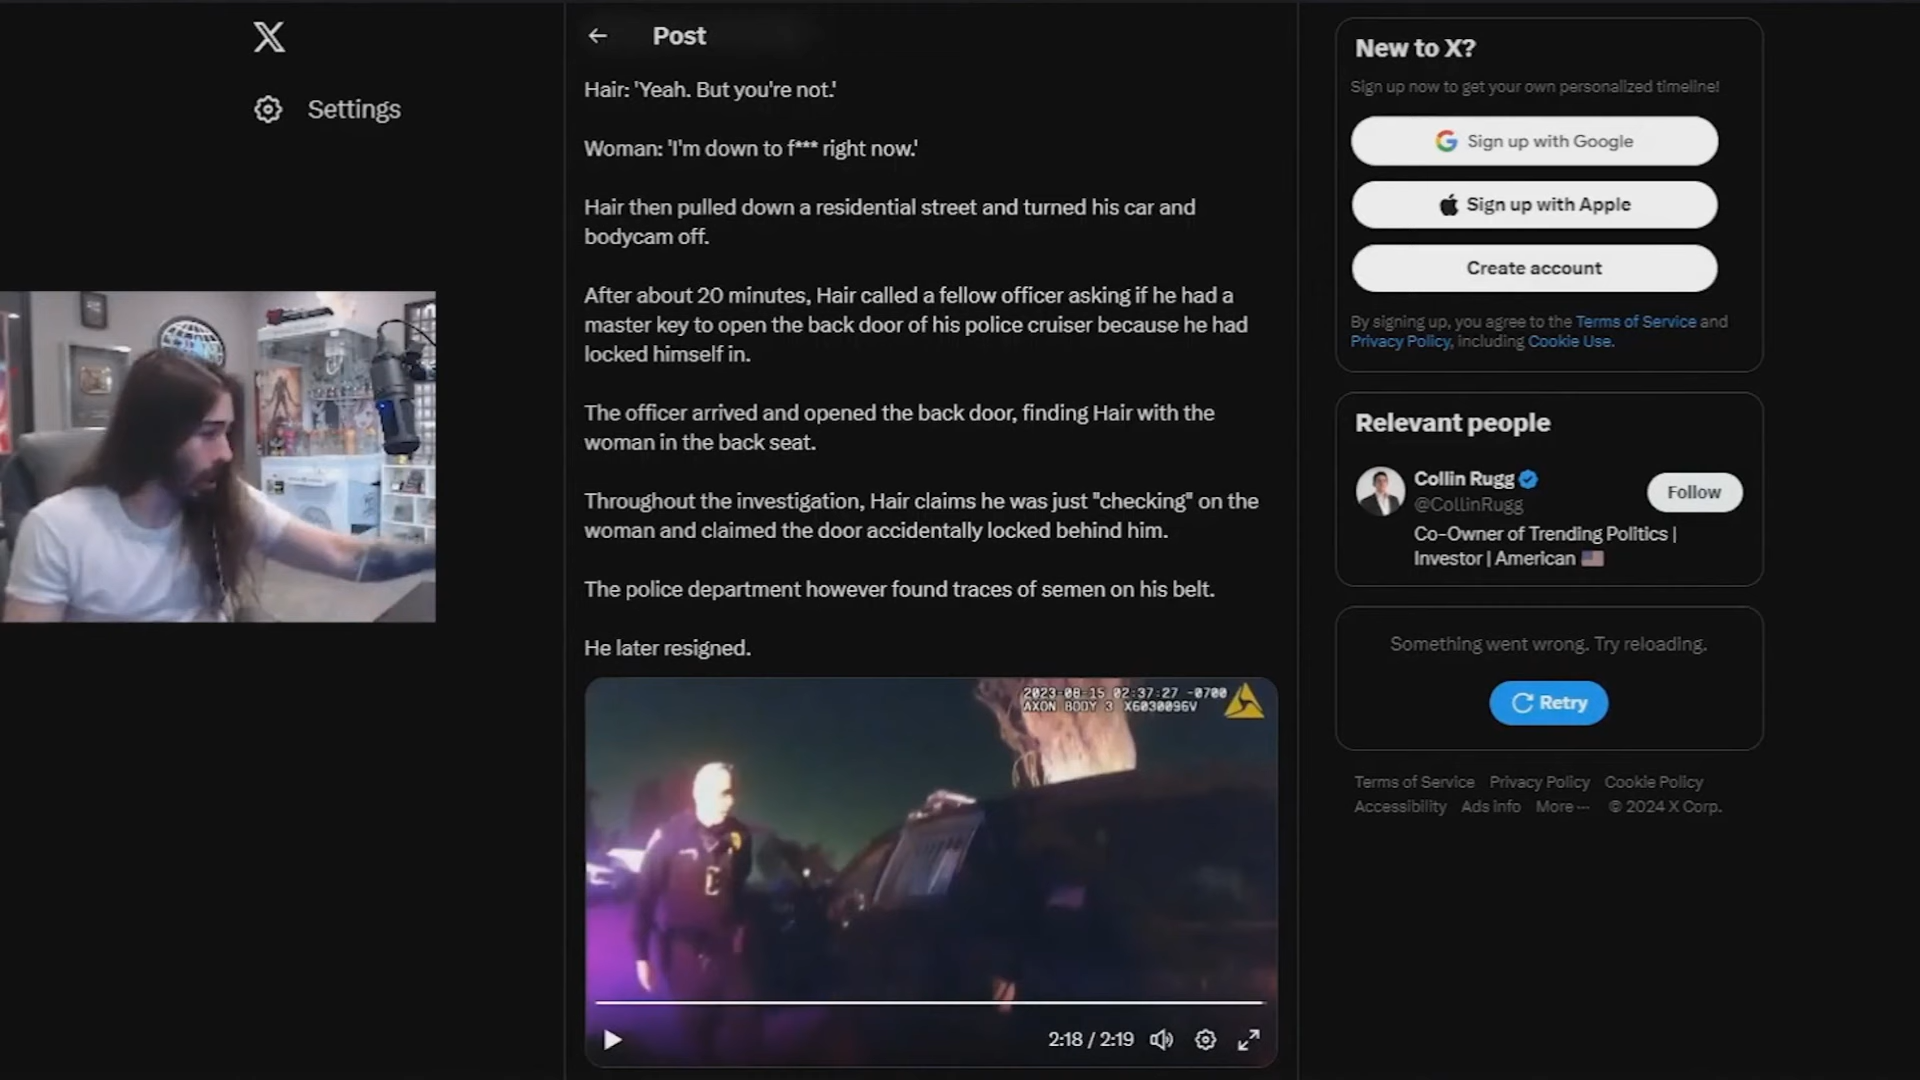 Settings
Post
Hair: 'Yeah. But you're not.'
Woman: 'I'm down to f*** right now.'
Hair then pulled down a residential street and turned his car and
bodycam off.
After about 20 minutes, Hair called a fellow officer asking if he had a
master key to open the back door of his police cruiser because he had
locked himself in.
The officer arrived and opened the back door, finding Hair with the
woman in the back seat.
Throughout the investigation, Hair claims he was just "checking" on the
woman and claimed the door accidentally locked behind him.
The police department however found traces of semen on his belt.
He later resigned.
2023-08-15 02:37:27 -0700
AXON BODY 3 X6030096V
2:18 / 2:19
New to X?
Sign up now to get your own personalized timeline!
Sign up with Google
Sign up with Apple
Create account
By signing up, you agree to the Terms of Service and
Privacy Policy, including Cookie Use.
Relevant people
Collin Rugg
@CollinRugg
Follow
Co-Owner of Trending Politics |
Investor | American 🇺🇸
Something went wrong. Try reloading.
Retry
Terms of Service Privacy Policy Cookie Policy
Accessibility Ads info More ··· © 2024 X Corp.